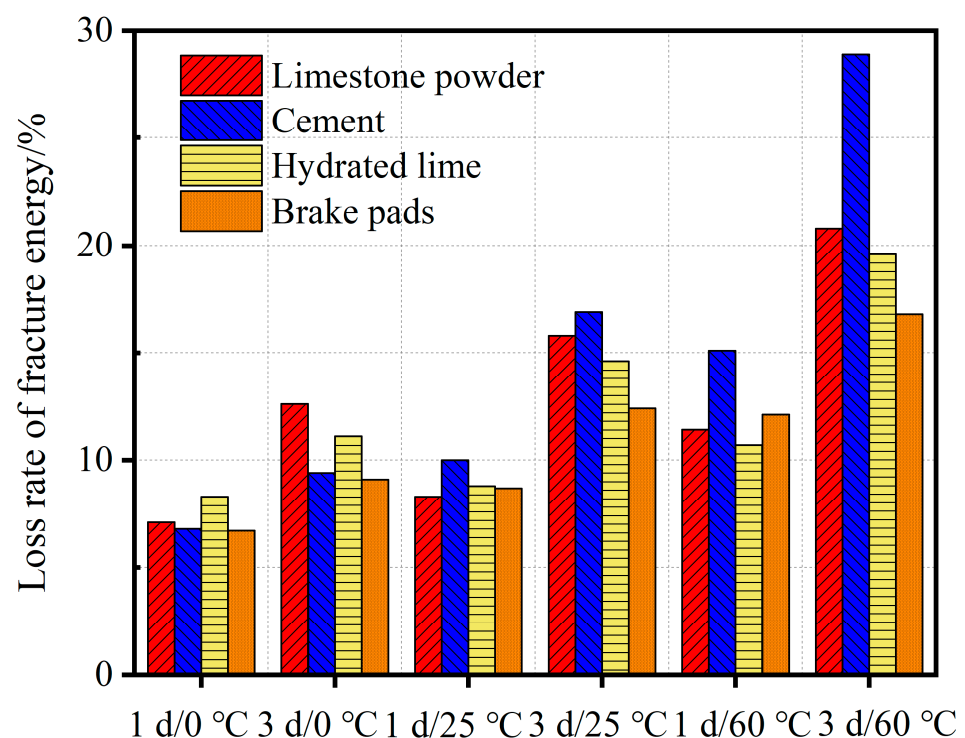 Loss rate of fracture energy/%
30
20
10
0
Limestone powder
Cement
Hydrated lime
Brake pads
1 d/0 ℃ 3 d/0 ℃ 1 d/25 ℃ 3 d/25 ℃ 1 d/60 ℃ 3 d/60 ℃